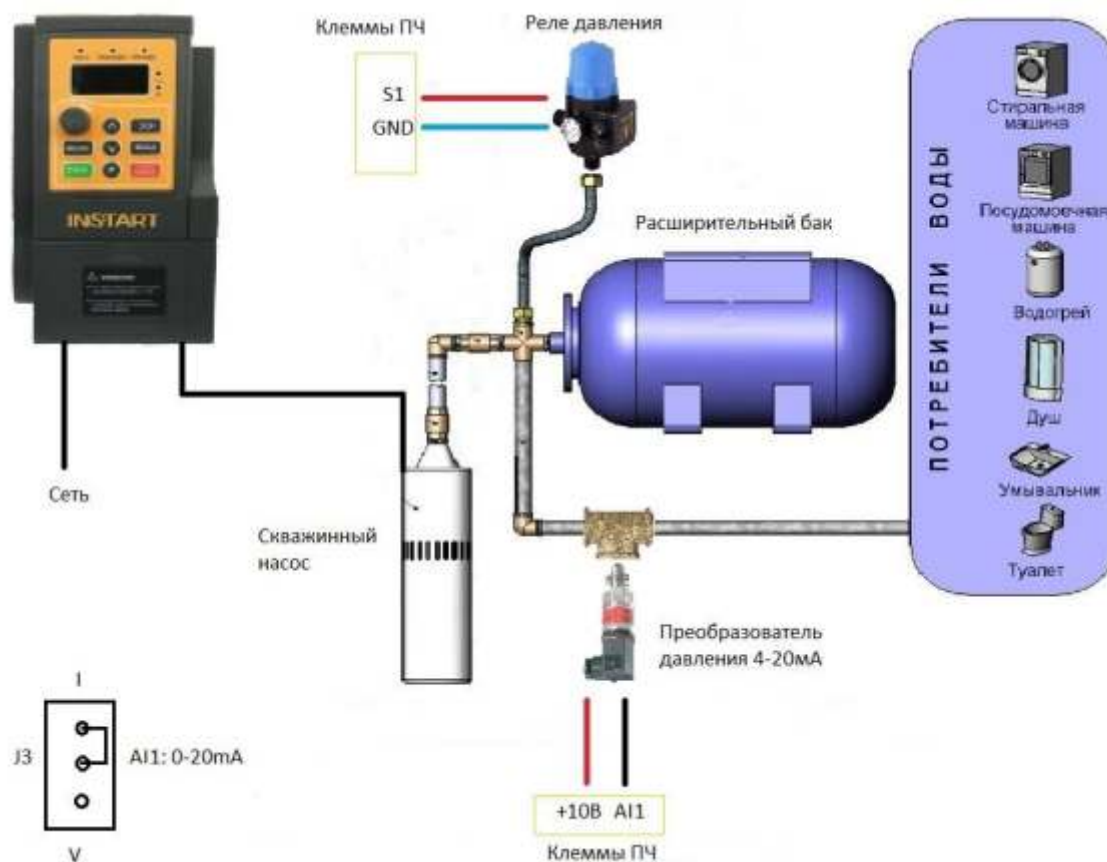 Клеммы ПЧ
Реле давления
S1
GND
INSTART
Расширительный бак
ПОТРЕБИТЕЛИ ВОДЫ
Стиральная
машина
Посудомоечная
машина
Водогрей
Душ
Умывальник
Туалет
Сеть
Скважинный
насос
Преобразователь
давления 4-20мА
I
J3
AI1: 0-20mA
V
+10В AI1
Клеммы ПЧ